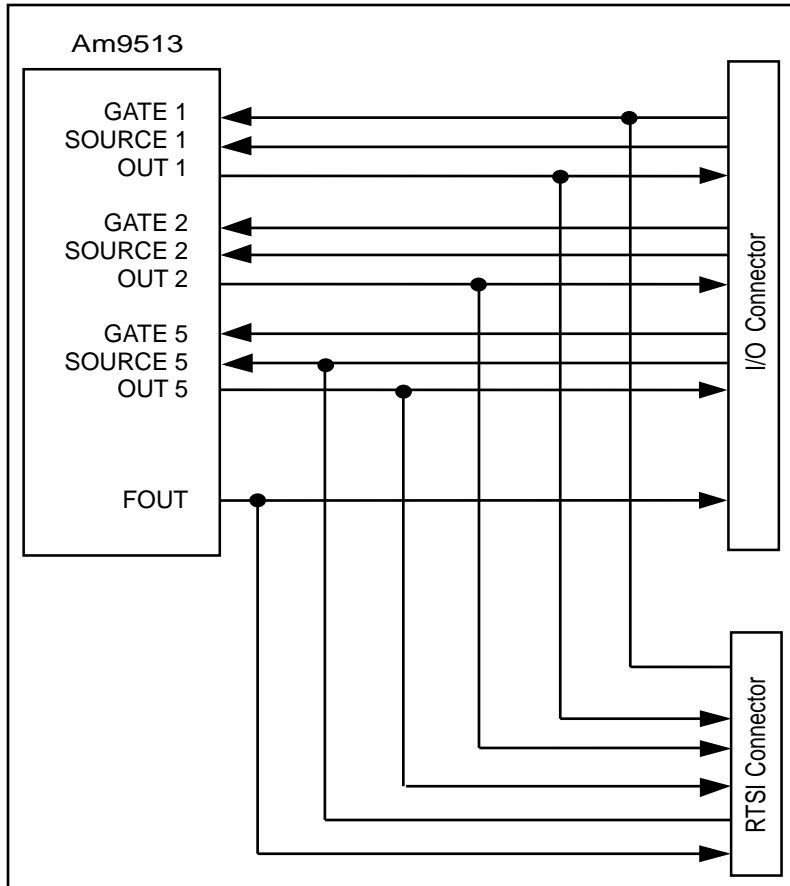 Am9513
GATE 1
SOURCE 1
OUT 1
GATE 2
SOURCE 2
OUT 2
GATE 5
SOURCE 5
OUT 5
FOUT
I/O Connector
RTSI Connector